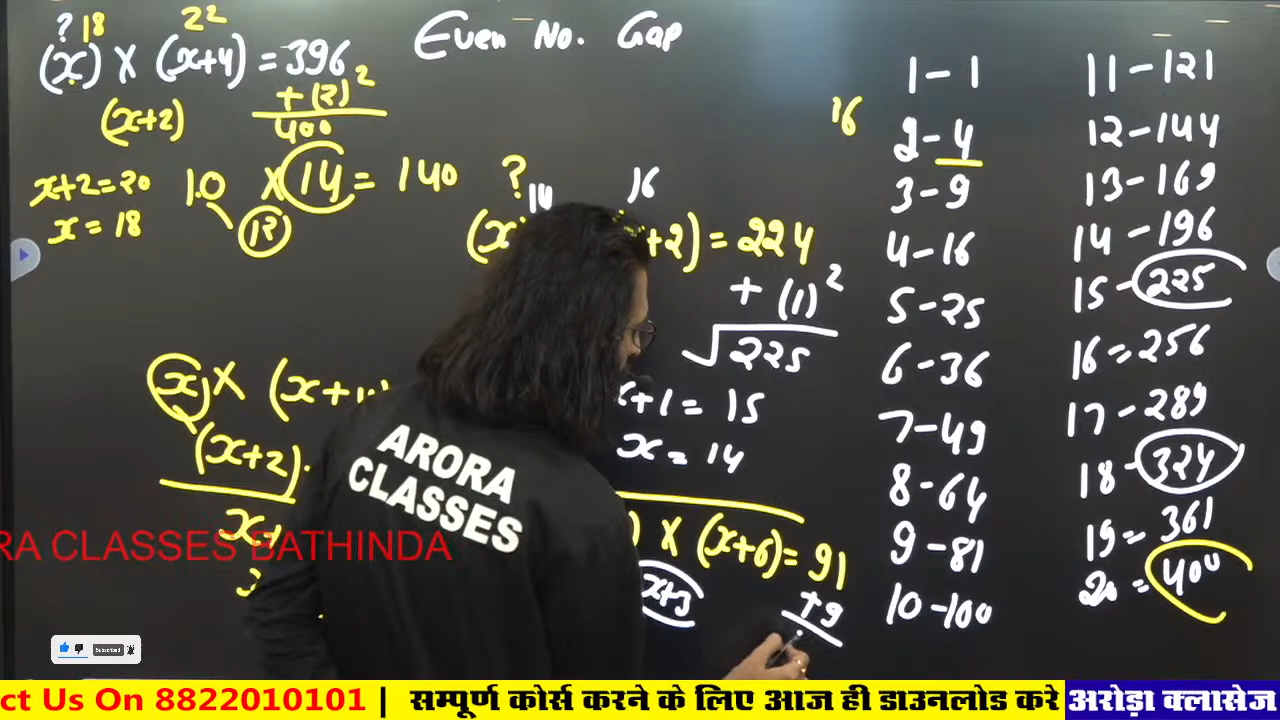 Even No. Gap
? 18 22
(x) × (x+4) = 396
+ (2)²
(x+2) 400
x+2=20
x = 18
10 × 14 = 140
12
? 14 16
(x +2) = 224
+ (1)²
√225
x+1 = 15
x = 14
(x) × (x+
(x+2)
x+
) × (x+6) = 91
x+3 +9
16
1 - 1
2 - 4
3 - 9
4 - 16
5 - 25
6 - 36
7 - 49
8 - 64
9 - 81
10 - 100
11 - 121
12 - 144
13 - 169
14 - 196
15 - 225
16 = 256
17 - 289
18 - 324
19 = 361
20 = 400
ARORA
CLASSES
RA CLASSES BATHINDA
Subscribed
ct Us On 8822010101 | सम्पूर्ण कोर्स करने के लिए आज ही डाउनलोड करे अरोड़ा क्लासेज